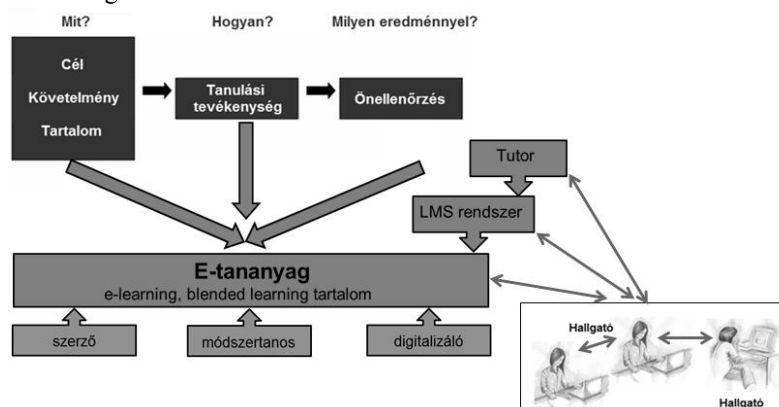 Mit?
Hogyan?
Milyen eredménnyel?
Cél
Követelmény
Tartalom
Tanulási
tevékenység
Önellenőrzés
Tutor
LMS rendszer
E-tananyag
e-learning, blended learning tartalom
szerző
módszertanos
digitalizáló
Hallgató
Hallgató